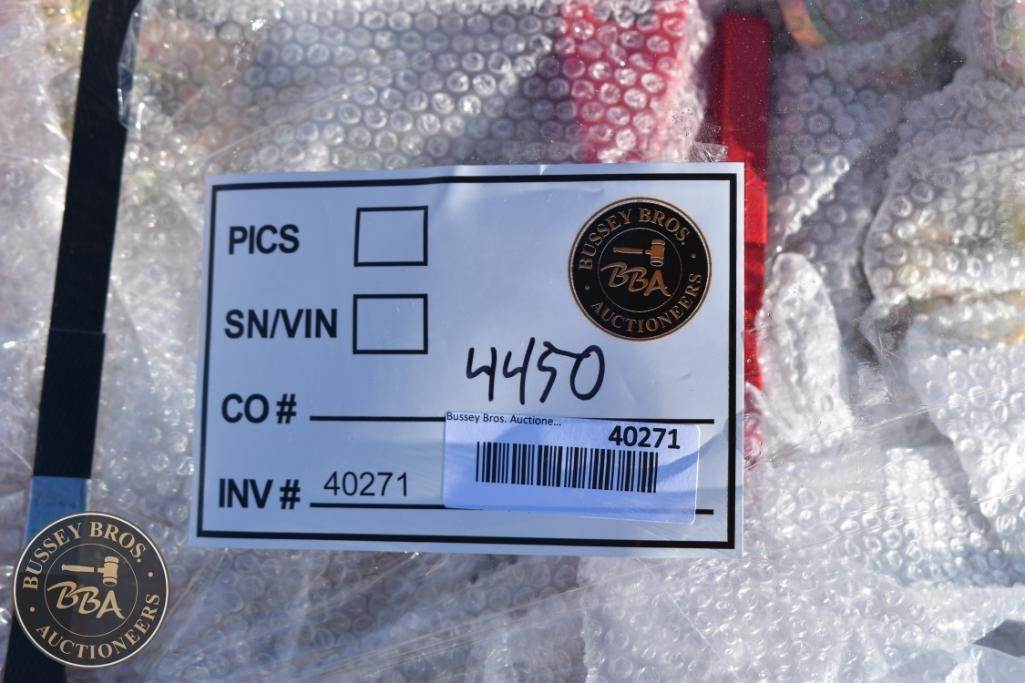 PICS
SN/VIN
CO #
4450
INV # 40271
Bussey Bros. Auctione...
40271
BUSSEY BROS.
BBA
AUCTIONEERS
BUSSEY BROS.
BBA
AUCTIONEERS